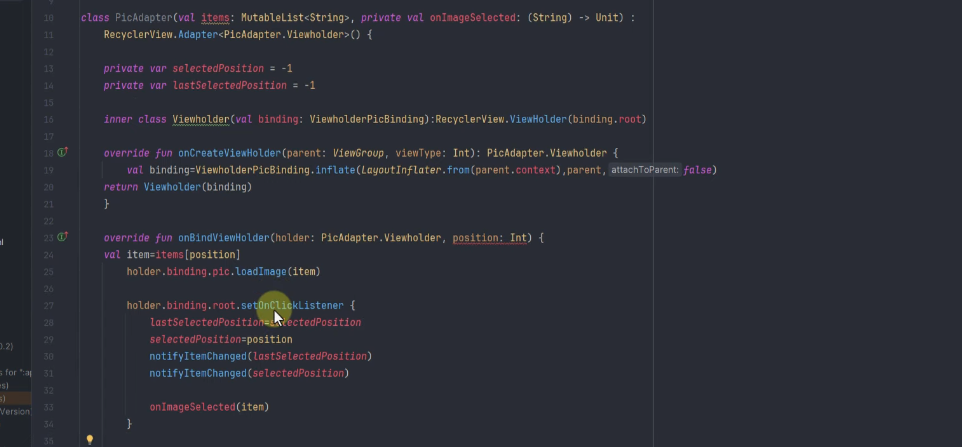 10 class PicAdapter(val items: MutableList<String>, private val onImageSelected: (String) -> Unit) :
11 RecyclerView.Adapter<PicAdapter.Viewholder>() {
12
13 private var selectedPosition = -1
14 private var lastSelectedPosition = -1
15
16 inner class Viewholder(val binding: ViewholderPicBinding):RecyclerView.ViewHolder(binding.root)
17
18 override fun onCreateViewHolder(parent: ViewGroup, viewType: Int): PicAdapter.Viewholder {
19 val binding=ViewholderPicBinding.inflate(LayoutInflater.from(parent.context),parent, attachToParent: false)
20 return Viewholder(binding)
21 }
22
23 override fun onBindViewHolder(holder: PicAdapter.Viewholder, position: Int) {
24 val item=items[position]
25 holder.binding.pic.loadImage(item)
26
27 holder.binding.root.setOnClickListener {
28 lastSelectedPosition=selectedPosition
29 selectedPosition=position
30 notifyItemChanged(lastSelectedPosition)
31 notifyItemChanged(selectedPosition)
32
0.2)
33 onImageSelected(item)
s for ":ap
34 }
s)
Version
35